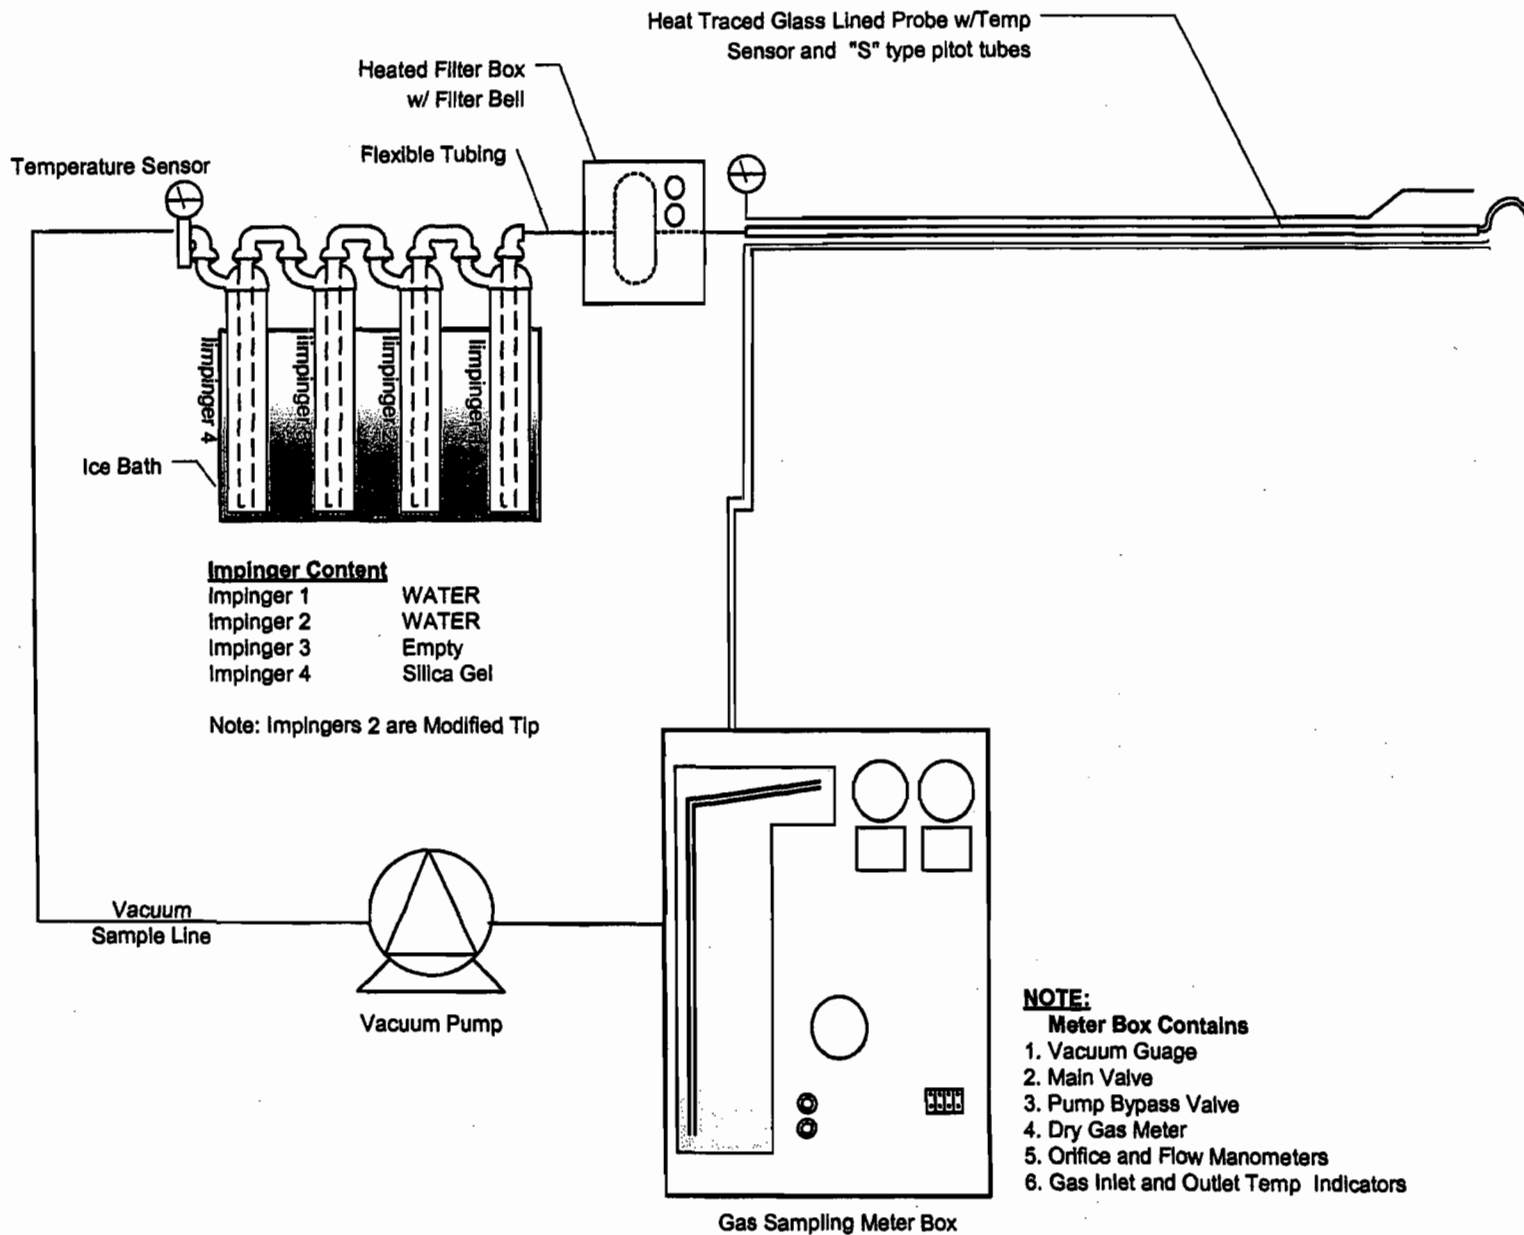 Heat Traced Glass Lined Probe w/Temp
Sensor and "S" type pitot tubes
Heated Filter Box
w/ Filter Bell
Flexible Tubing
Temperature Sensor
limpinger 4
limpinger
limpinger
limpinger
Ice Bath
Impinger Content
Impinger 1 WATER
Impinger 2 WATER
Impinger 3 Empty
Impinger 4 Silica Gel
Note: Impingers 2 are Modified Tip
Vacuum
Sample Line
Vacuum Pump
NOTE:
Meter Box Contains
1. Vacuum Guage
2. Main Valve
3. Pump Bypass Valve
4. Dry Gas Meter
5. Orifice and Flow Manometers
6. Gas Inlet and Outlet Temp Indicators
Gas Sampling Meter Box